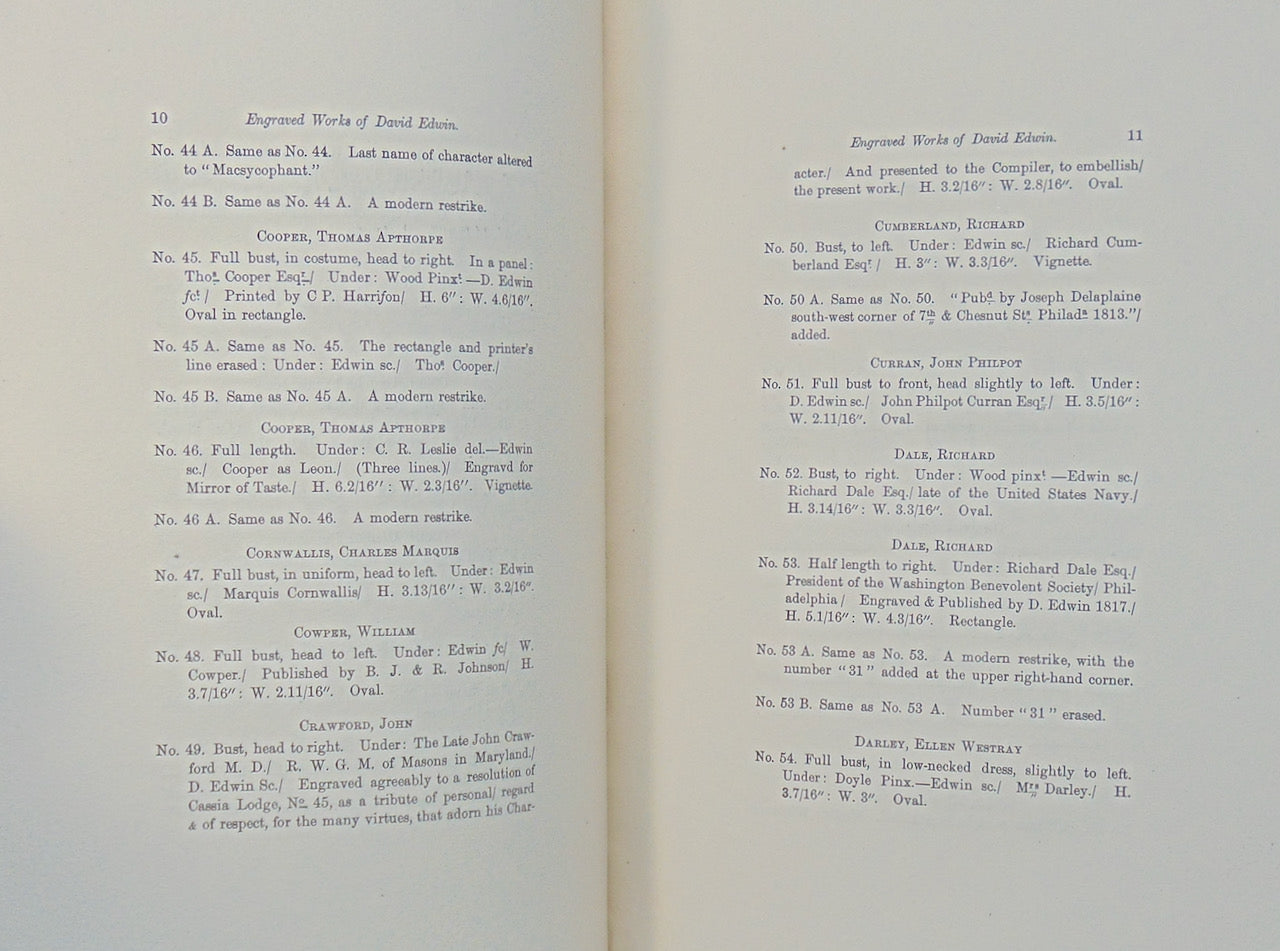 10
Engraved Works of David Edwin.
No. 44 A. Same as No. 44. Last name of character altered
to “Macsycophant.”
No. 44 B. Same as No. 44 A. A modern restrike.
Cooper, Thomas Apthorpe
No. 45. Full bust, in costume, head to right. In a panel:
Thoˢ Cooper Esqʳ/ Under: Wood Pinxᵗ —D. Edwin
fcᵗ / Printed by C P. Harriſon/ H. 6″: W. 4.6/16″.
Oval in rectangle.
No. 45 A. Same as No. 45. The rectangle and printer’s
line erased: Under: Edwin sc./ Thoˢ Cooper./
No. 45 B. Same as No. 45 A. A modern restrike.
Cooper, Thomas Apthorpe
No. 46. Full length. Under: C. R. Leslie del.—Edwin
sc./ Cooper as Leon./ (Three lines.)/ Engravd for
Mirror of Taste./ H. 6.2/16″: W. 2.3/16″. Vignette.
No. 46 A. Same as No. 46. A modern restrike.
Cornwallis, Charles Marquis
No. 47. Full bust, in uniform, head to left. Under: Edwin
sc./ Marquis Cornwallis/ H. 3.13/16″: W. 3.2/16″.
Oval.
Cowper, William
No. 48. Full bust, head to left. Under: Edwin fc/ W.
Cowper./ Published by B. J. & R. Johnson/ H.
3.7/16″: W. 2.11/16″. Oval.
Crawford, John
No. 49. Bust, head to right. Under: The Late John Craw-
ford M. D./ R. W. G. M. of Masons in Maryland./
D. Edwin Sc./ Engraved agreeably to a resolution of
Cassia Lodge, Nº 45, as a tribute of personal/ regard
& of respect, for the many virtues, that adorn his Char-
Engraved Works of David Edwin.
11
acter./ And presented to the Compiler, to embellish/
the present work./ H. 3.2/16″: W. 2.8/16″. Oval.
Cumberland, Richard
No. 50. Bust, to left. Under: Edwin sc./ Richard Cum-
berland Esqʳ / H. 3″: W. 3.3/16″. Vignette.
No. 50 A. Same as No. 50. “Pubᵈ by Joseph Delaplaine
south-west corner of 7ᵗʰ & Chesnut Stˢ Philadᵃ 1813.”/
added.
Curran, John Philpot
No. 51. Full bust to front, head slightly to left. Under:
D. Edwin sc./ John Philpot Curran Esqʳ/ H. 3.5/16″:
W. 2.11/16″. Oval.
Dale, Richard
No. 52. Bust, to right. Under: Wood pinxᵗ —Edwin sc./
Richard Dale Esq./ late of the United States Navy./
H. 3.14/16″: W. 3.3/16″. Oval.
Dale, Richard
No. 53. Half length to right. Under: Richard Dale Esq./
President of the Washington Benevolent Society/ Phil-
adelphia/ Engraved & Published by D. Edwin 1817./
H. 5.1/16″: W. 4.3/16″. Rectangle.
No. 53 A. Same as No. 53. A modern restrike, with the
number “31” added at the upper right-hand corner.
No. 53 B. Same as No. 53 A. Number “31” erased.
Darley, Ellen Westray
No. 54. Full bust, in low-necked dress, slightly to left.
Under: Doyle Pinx.—Edwin sc./ Mʳˢ Darley./ H.
3.7/16″: W. 3″. Oval.